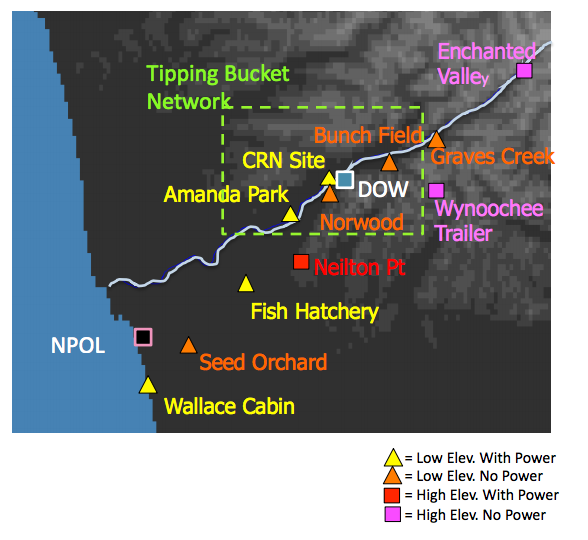 Enchanted
Valley
Tipping Bucket
Network
Bunch Field
Graves Creek
CRN Site
DOW
Amanda Park
Wynoochee
Trailer
Norwood
Neilton Pt
Fish Hatchery
NPOL
Seed Orchard
Wallace Cabin
= Low Elev. With Power
= Low Elev. No Power
= High Elev. With Power
= High Elev. No Power